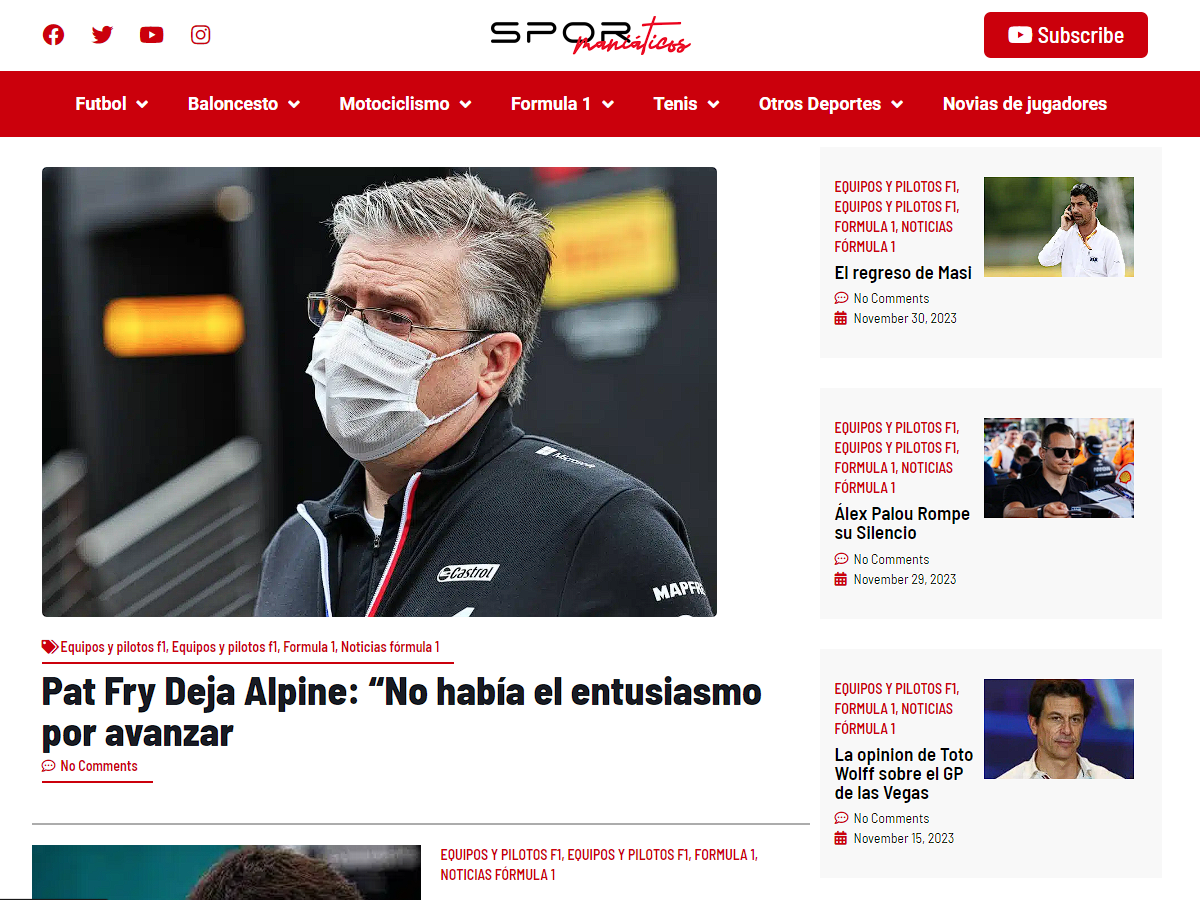 SPOR maniáticos
Subscribe
Futbol
Baloncesto
Motociclismo
Formula 1
Tenis
Otros Deportes
Novias de jugadores
Microsoft
Castrol
MAPFRE
Equipos y pilotos f1, Equipos y pilotos f1, Formula 1, Noticias fórmula 1
Pat Fry Deja Alpine: “No había el entusiasmo
por avanzar
No Comments
EQUIPOS Y PILOTOS F1, EQUIPOS Y PILOTOS F1, FORMULA 1,
NOTICIAS FÓRMULA 1
EQUIPOS Y PILOTOS F1,
EQUIPOS Y PILOTOS F1,
FORMULA 1, NOTICIAS
FÓRMULA 1
El regreso de Masi
No Comments
November 30, 2023
EQUIPOS Y PILOTOS F1,
EQUIPOS Y PILOTOS F1,
FORMULA 1, NOTICIAS
FÓRMULA 1
Álex Palou Rompe
su Silencio
No Comments
November 29, 2023
EQUIPOS Y PILOTOS F1,
FORMULA 1, NOTICIAS
FÓRMULA 1
La opinion de Toto
Wolff sobre el GP
de las Vegas
No Comments
November 15, 2023